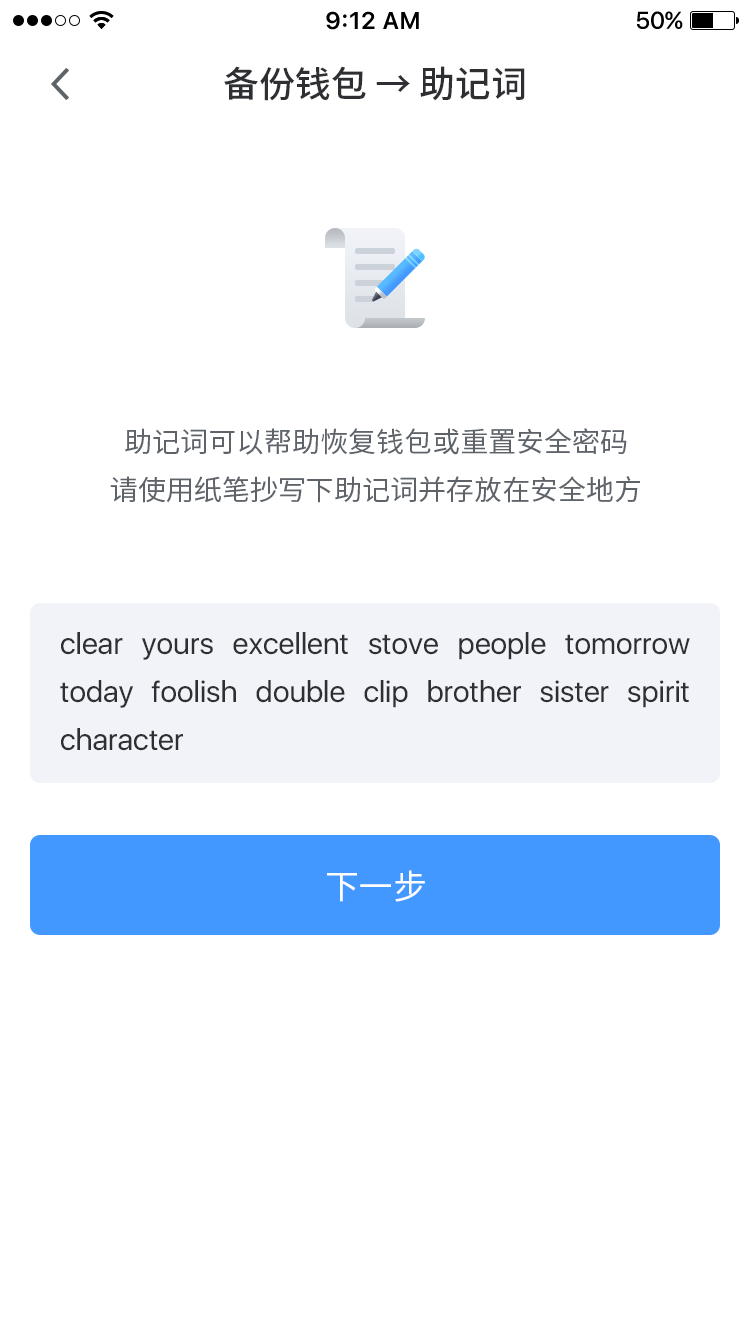 9:12 AM 50%
备份钱包 → 助记词
助记词可以帮助恢复钱包或重置安全密码
请使用纸笔抄写下助记词并存放在安全地方
clear yours excellent stove people tomorrow
today foolish double clip brother sister spirit
character
下一步